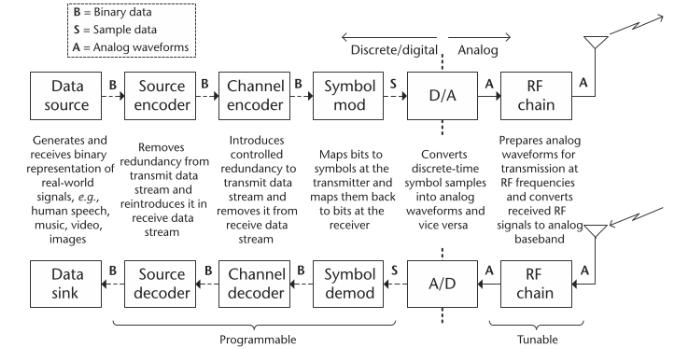 B = Binary data
S = Sample data
A = Analog waveforms
Discrete/digital
Analog
Data
source
B
Source
encoder
B
Channel
encoder
B
Symbol
mod
S
D/A
A
RF
chain
A
Generates and
receives binary
representation of
real-world
signals, e.g.,
human speech,
music, video,
images
Removes
redundancy from
transmit data
stream and
reintroduces it in
receive data
stream
Introduces
controlled
redundancy to
transmit data
stream and
removes it from
receive data
stream
Maps bits to
symbols at the
transmitter and
maps them back
to bits at the
receiver
Converts
discrete-time
symbol samples
into analog
waveforms and
vice versa
Prepares analog
waveforms for
transmission at
RF frequencies
and converts
received RF
signals to analog
baseband
Data
sink
B
Source
decoder
B
Channel
decoder
B
Symbol
demod
S
A/D
A
RF
chain
A
Programmable
Tunable